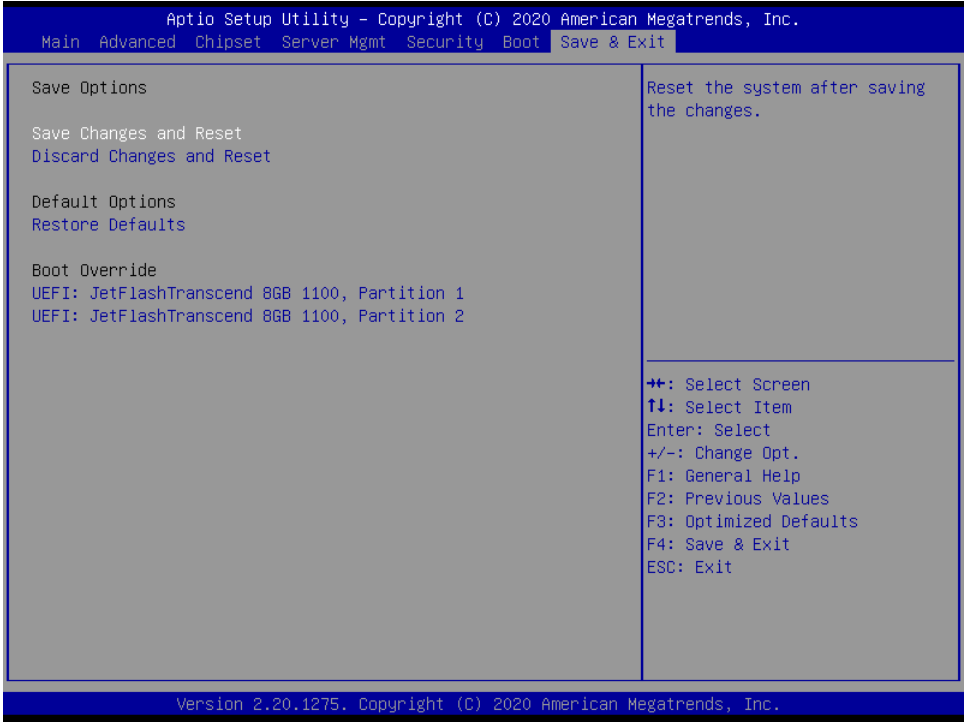 Aptio Setup Utility – Copyright (C) 2020 American Megatrends, Inc.
Main Advanced Chipset Server Mgmt Security Boot Save & Exit
Save Options
Save Changes and Reset
Discard Changes and Reset
Default Options
Restore Defaults
Boot Override
UEFI: JetFlashTranscend 8GB 1100, Partition 1
UEFI: JetFlashTranscend 8GB 1100, Partition 2
Reset the system after saving
the changes.
→←: Select Screen
↑↓: Select Item
Enter: Select
+/-: Change Opt.
F1: General Help
F2: Previous Values
F3: Optimized Defaults
F4: Save & Exit
ESC: Exit
Version 2.20.1275. Copyright (C) 2020 American Megatrends, Inc.